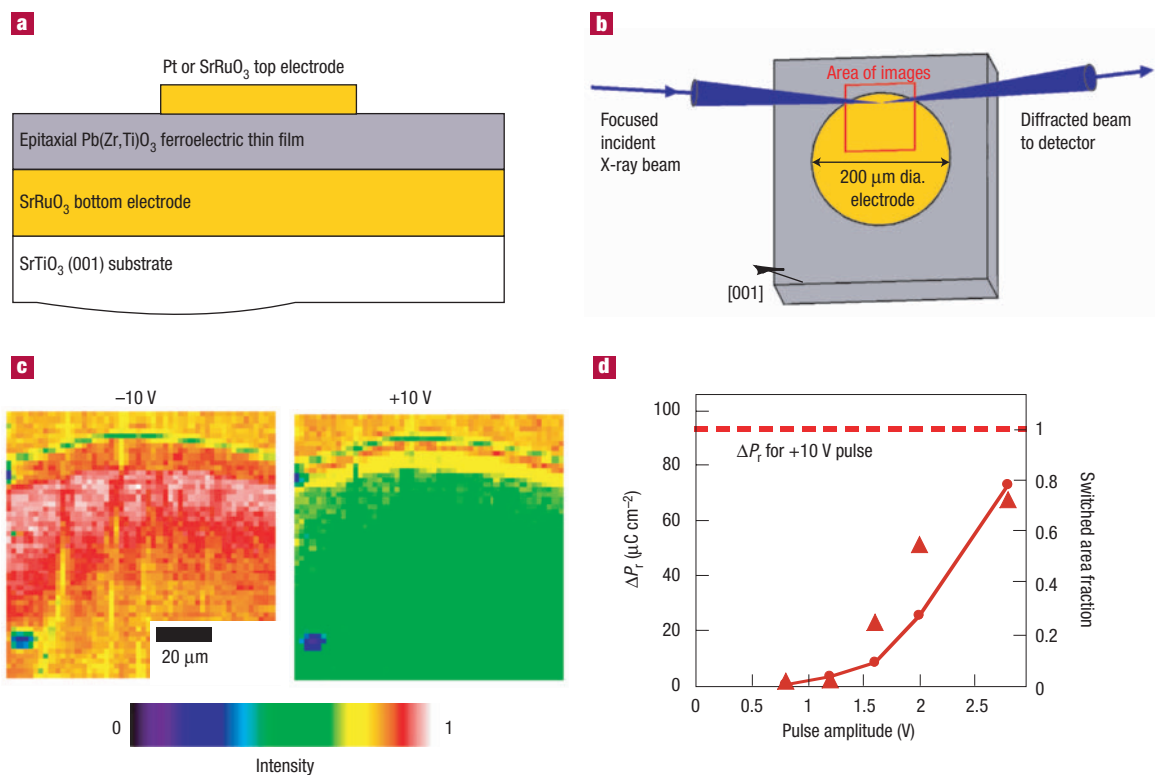 a
Pt or SrRuO₃ top electrode
Epitaxial Pb(Zr,Ti)O₃ ferroelectric thin film
SrRuO₃ bottom electrode
SrTiO₃ (001) substrate
b
Area of images
Focused
incident
X-ray beam
Diffracted beam
to detector
200 μm dia.
electrode
[001]
c
–10 V
+10 V
20 μm
0
1
Intensity
d
100
80
60
40
20
0
ΔPᵣ (μC cm⁻²)
ΔPᵣ for +10 V pulse
1
0.8
0.6
0.4
0.2
0
Switched area fraction
0
0.5
1
1.5
2
2.5
Pulse amplitude (V)